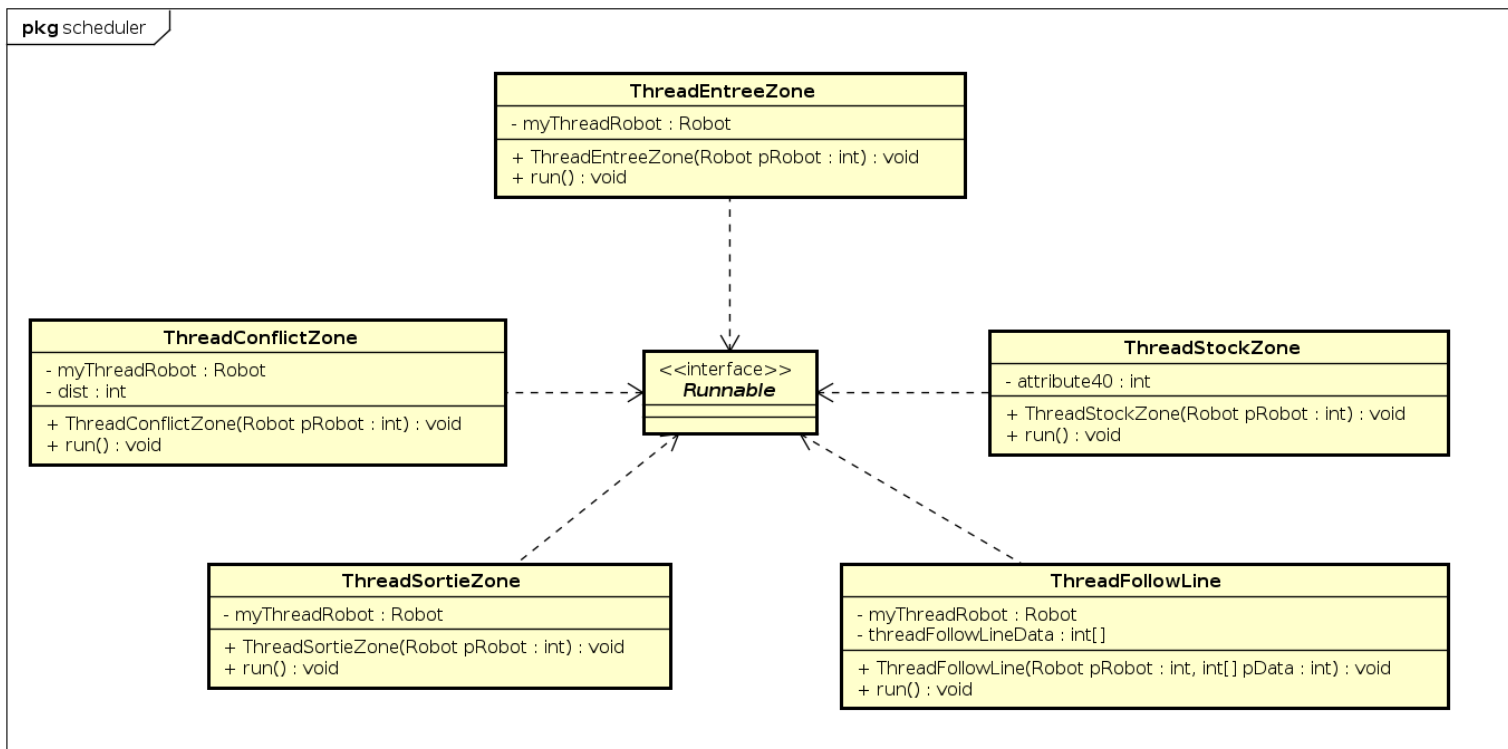 pkg scheduler
ThreadEntreeZone
- myThreadRobot : Robot
+ ThreadEntreeZone(Robot pRobot : int) : void
+ run() : void
ThreadConflictZone
- myThreadRobot : Robot
- dist : int
+ ThreadConflictZone(Robot pRobot : int) : void
+ run() : void
<<interface>>
Runnable
ThreadStockZone
- attribute40 : int
+ ThreadStockZone(Robot pRobot : int) : void
+ run() : void
ThreadSortieZone
- myThreadRobot : Robot
+ ThreadSortieZone(Robot pRobot : int) : void
+ run() : void
ThreadFollowLine
- myThreadRobot : Robot
- threadFollowLineData : int[]
+ ThreadFollowLine(Robot pRobot : int, int[] pData : int) : void
+ run() : void